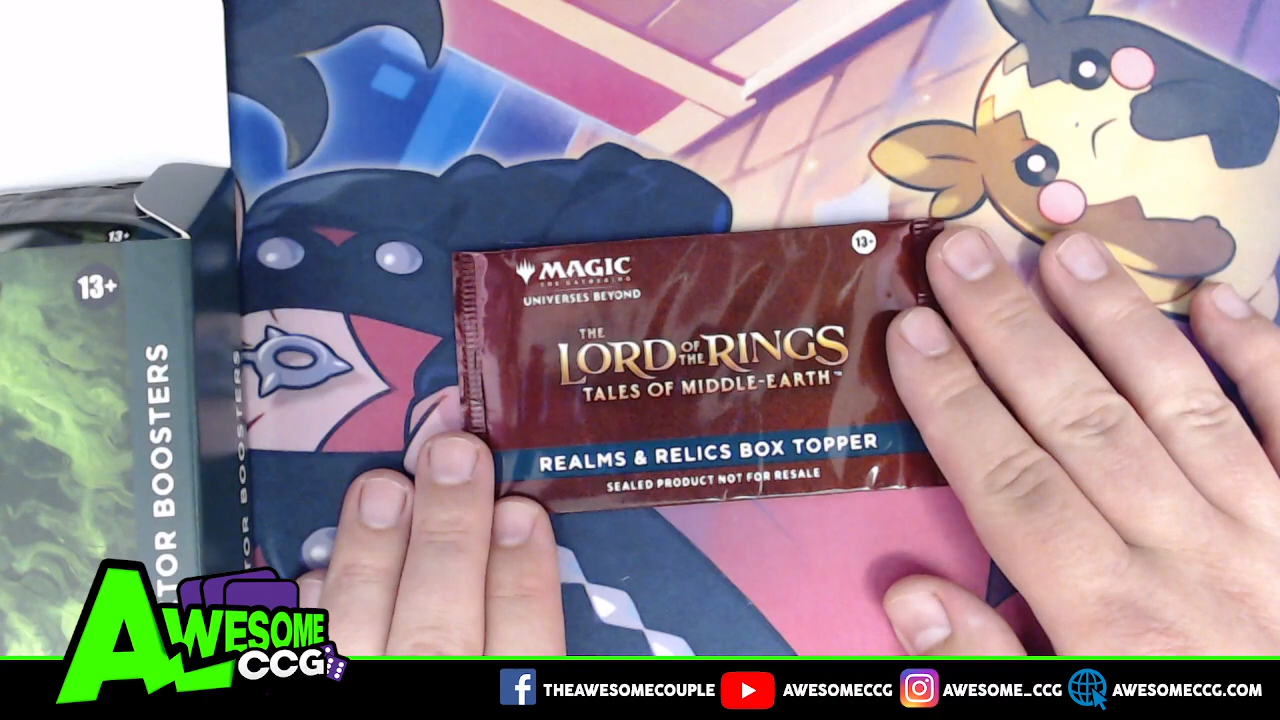 13+
13+
TOR BOOSTERS
TOR BOOSTERS
MAGIC
THE GATHERING
UNIVERSES BEYOND
13+
THE
LORD OF THE RINGS
TALES OF MIDDLE-EARTH™
REALMS & RELICS BOX TOPPER
SEALED PRODUCT NOT FOR RESALE
AWESOME
CCG
THEAWESOMECOUPLE
AWESOMECCG
AWESOME_CCG
AWESOMECCG.COM